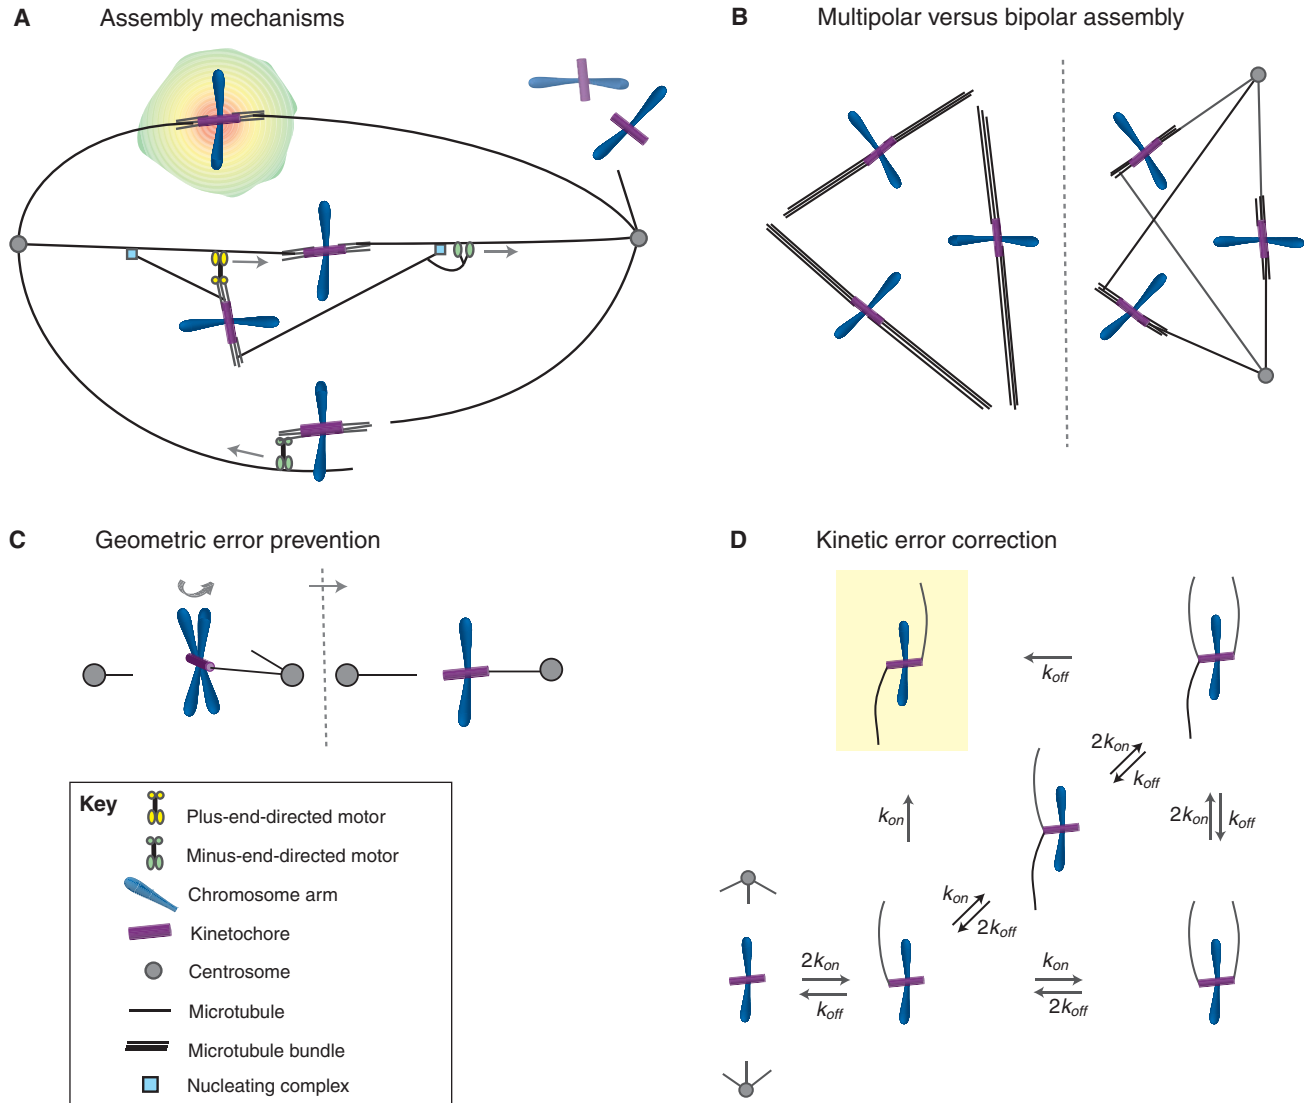 A Assembly mechanisms
B Multipolar versus bipolar assembly
C Geometric error prevention
Key
Plus-end-directed motor
Minus-end-directed motor
Chromosome arm
Kinetochore
Centrosome
Microtubule
Microtubule bundle
Nucleating complex
D Kinetic error correction
koff
2kon
koff
kon
2kon
koff
kon
2koff
2kon
koff
kon
2koff